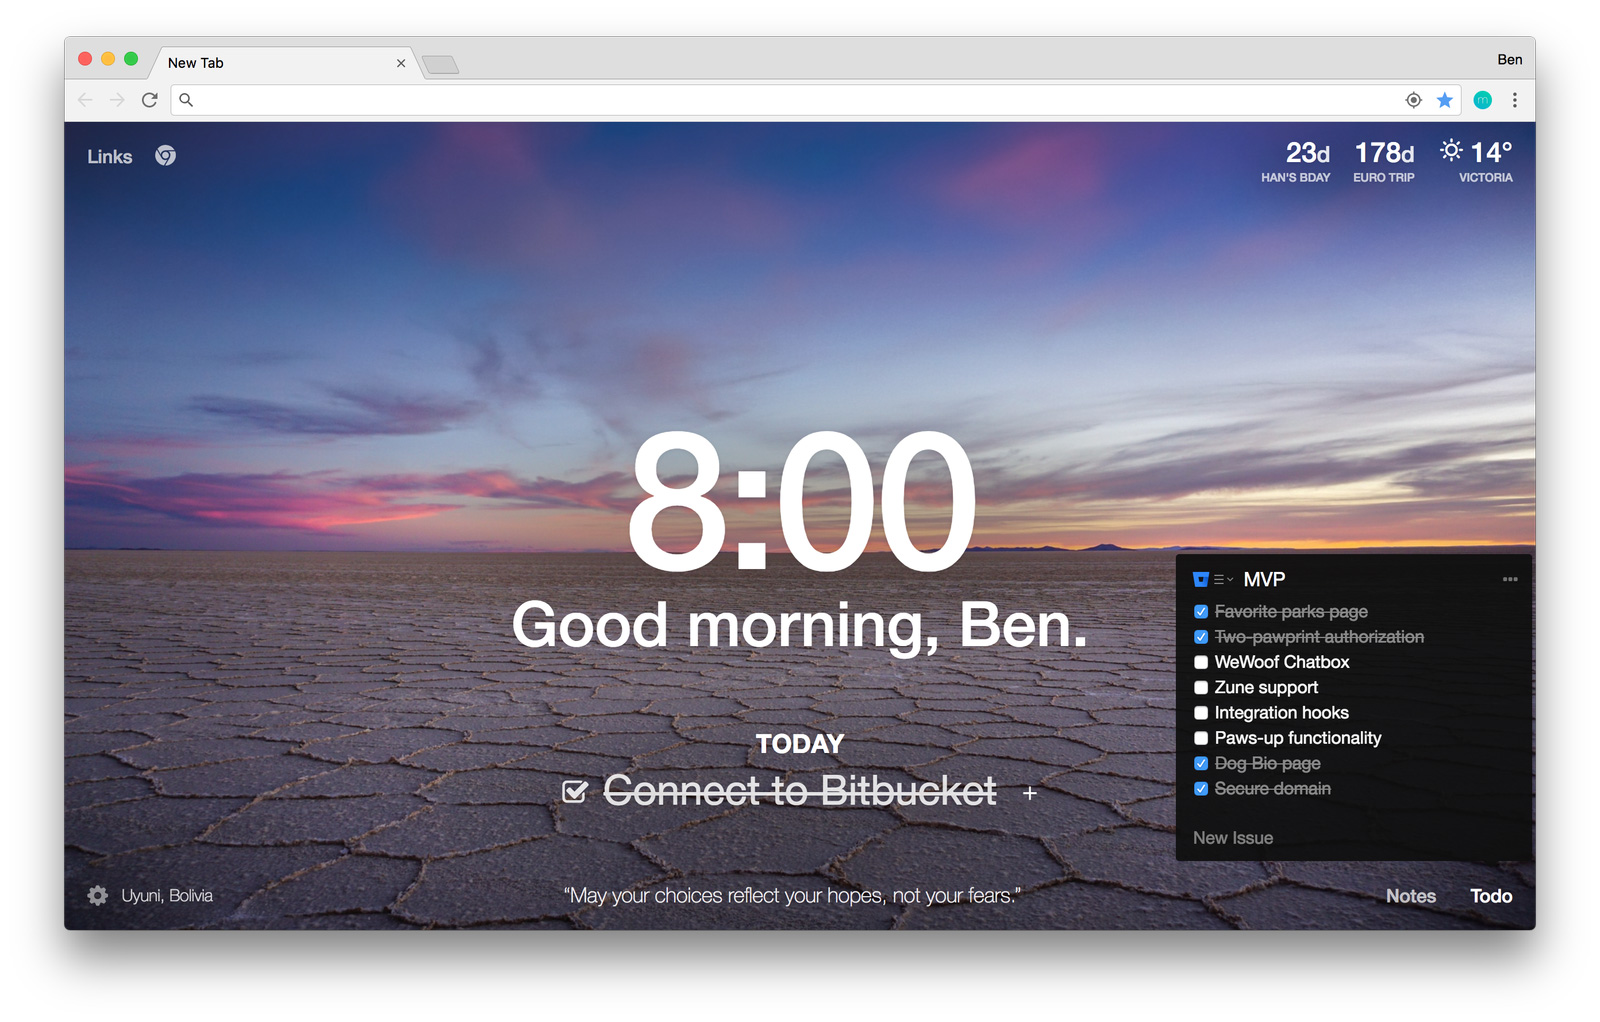 New Tab
Ben
Links
23d
178d
14°
HAN'S BDAY
EURO TRIP
VICTORIA
8:00
Good morning, Ben.
TODAY
Connect to Bitbucket
MVP
Favorite parks page
Two-pawprint authorization
WeWoof Chatbox
Zune support
Integration hooks
Paws-up functionality
Dog Bio page
Secure domain
New Issue
Uyuni, Bolivia
“May your choices reflect your hopes, not your fears.”
Notes
Todo